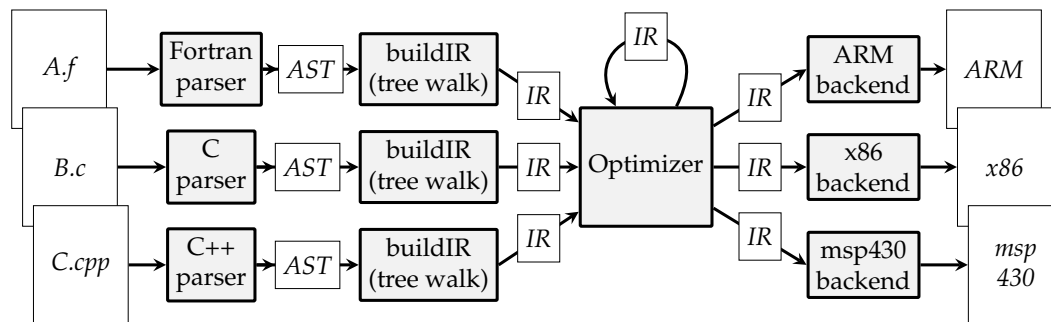 IR
A.f
Fortran
parser
AST
buildIR
(tree walk)
IR
IR
ARM
backend
ARM
B.c
C
parser
AST
buildIR
(tree walk)
IR
Optimizer
IR
x86
backend
x86
C.cpp
C++
parser
AST
buildIR
(tree walk)
IR
IR
msp430
backend
msp
430